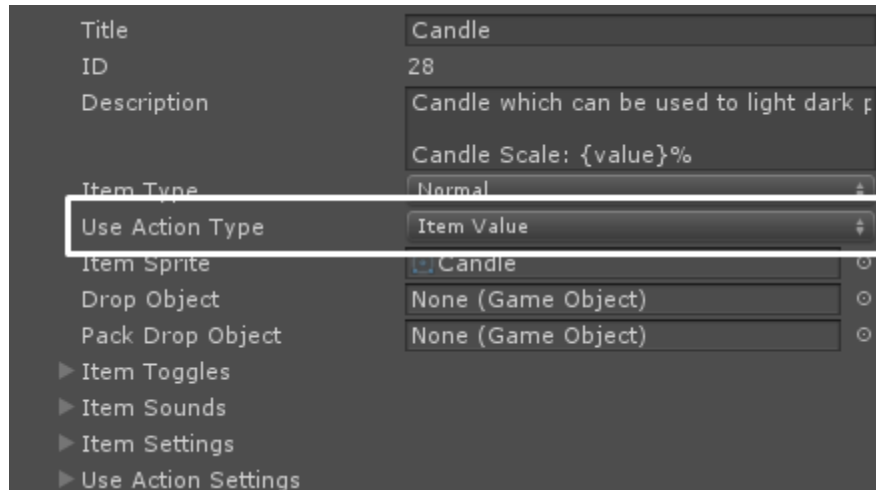 Title Candle
ID 28
Description Candle which can be used to light dark
Candle Scale: {value}%
Item Type Normal
Use Action Type Item Value
Item Sprite Candle
Drop Object None (Game Object)
Pack Drop Object None (Game Object)
Item Toggles
Item Sounds
Item Settings
Use Action Settings